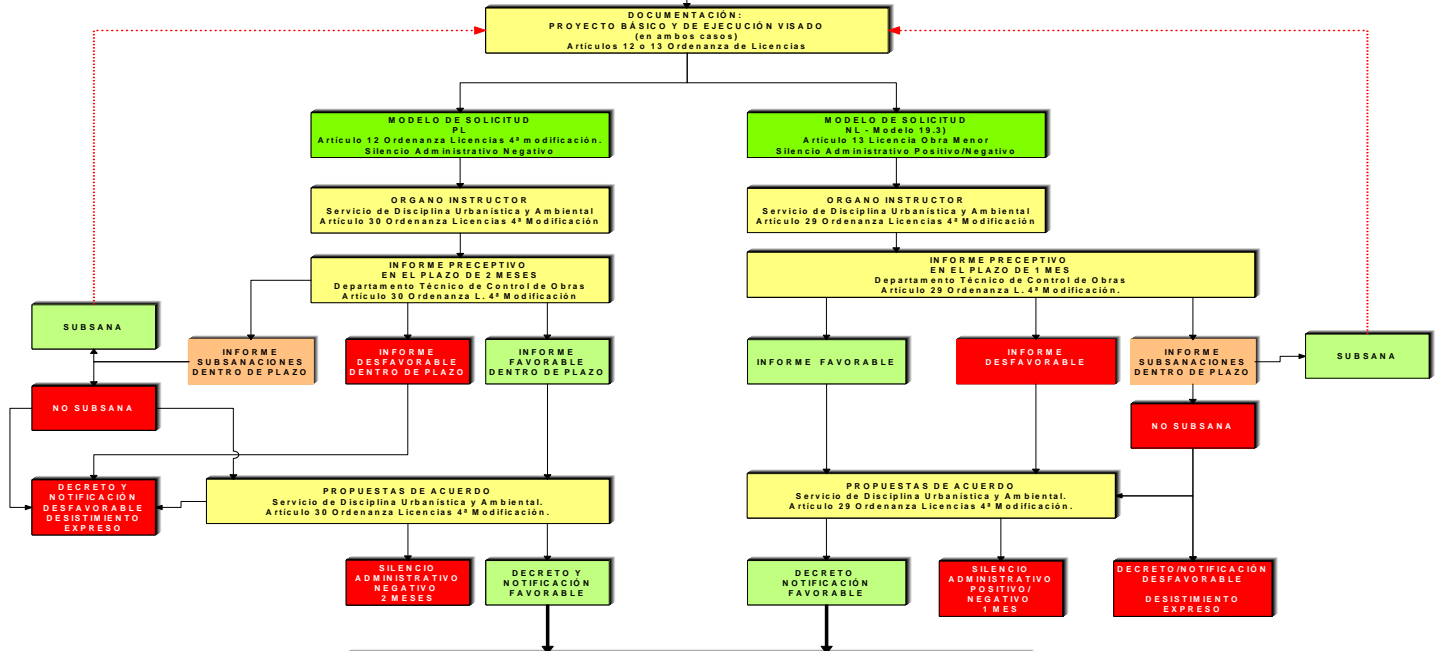 DOCUMENTACIÓN:
PROYECTO BÁSICO Y DE EJECUCIÓN VISADO
(en ambos casos)
Artículos 12 o 13 Ordenanza de Licencias
MODELO DE SOLICITUD
PL
Artículo 12 Ordenanza Licencias 4ª modificación.
Silencio Administrativo Negativo
MODELO DE SOLICITUD
NL - Modelo 19.3)
Artículo 13 Licencia Obra Menor
Silencio Administrativo Positivo/Negativo
ORGANO INSTRUCTOR
Servicio de Disciplina Urbanística y Ambiental
Artículo 30 Ordenanza Licencias 4ª Modificación
ORGANO INSTRUCTOR
Servicio de Disciplina Urbanística y Ambiental
Artículo 29 Ordenanza Licencias 4ª Modificación
INFORME PRECEPTIVO
EN EL PLAZO DE 2 MESES
Departamento Técnico de Control de Obras
Artículo 30 Ordenanza L. 4ª Modificación
INFORME PRECEPTIVO
EN EL PLAZO DE 1 MES
Departamento Técnico de Control de Obras
Artículo 29 Ordenanza L. 4ª Modificación.
SUBSANA
INFORME
SUBSANACIONES
DENTRO DE PLAZO
INFORME
DESFAVORABLE
DENTRO DE PLAZO
INFORME
FAVORABLE
DENTRO DE PLAZO
INFORME FAVORABLE
INFORME
DESFAVORABLE
INFORME
SUBSANACIONES
DENTRO DE PLAZO
SUBSANA
NO SUBSANA
NO SUBSANA
DECRETO Y
NOTIFICACIÓN
DESFAVORABLE
DESISTIMIENTO
EXPRESO
PROPUESTAS DE ACUERDO
Servicio de Disciplina Urbanística y Ambiental.
Artículo 30 Ordenanza Licencias 4ª Modificación.
PROPUESTAS DE ACUERDO
Servicio de Disciplina Urbanística y Ambiental.
Artículo 29 Ordenanza Licencias 4ª Modificación.
SILENCIO
ADMINISTRATIVO
NEGATIVO
2 MESES
DECRETO Y
NOTIFICACIÓN
FAVORABLE
DECRETO
NOTIFICACIÓN
FAVORABLE
SILENCIO
ADMINISTRATIVO
POSITIVO/
NEGATIVO
1 MES
DECRETO/NOTIFICACIÓN
DESFAVORABLE
DESISTIMIENTO
EXPRESO